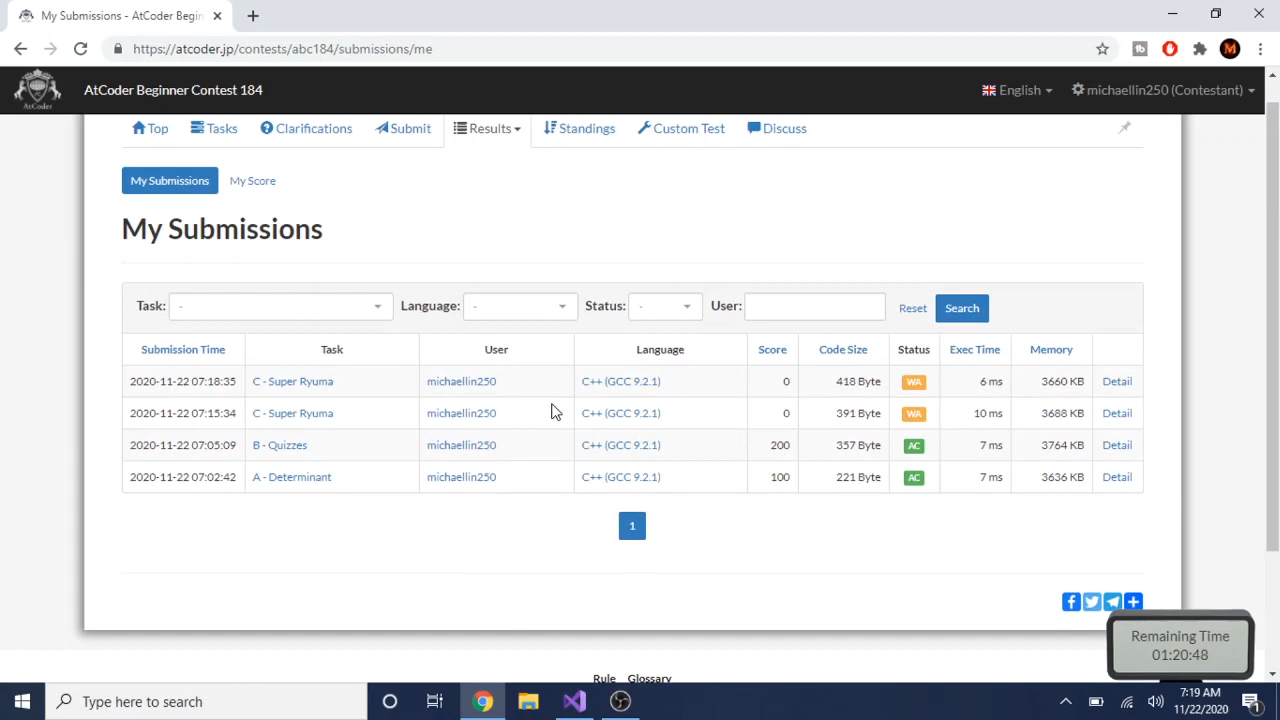 My Submissions - AtCoder Begin
https://atcoder.jp/contests/abc184/submissions/me
AtCoder
AtCoder Beginner Contest 184
English
michaellin250 (Contestant)
Top
Tasks
Clarifications
Submit
Results
Standings
Custom Test
Discuss
My Submissions
My Score
My Submissions
Task: -
Language: -
Status: -
User:
Reset
Search
Submission Time Task User Language Score Code Size Status Exec Time Memory
2020-11-22 07:18:35 C - Super Ryuma michaellin250 C++ (GCC 9.2.1) 0 418 Byte WA 6 ms 3660 KB Detail
2020-11-22 07:15:34 C - Super Ryuma michaellin250 C++ (GCC 9.2.1) 0 391 Byte WA 10 ms 3688 KB Detail
2020-11-22 07:05:09 B - Quizzes michaellin250 C++ (GCC 9.2.1) 200 357 Byte AC 7 ms 3764 KB Detail
2020-11-22 07:02:42 A - Determinant michaellin250 C++ (GCC 9.2.1) 100 221 Byte AC 7 ms 3636 KB Detail
1
Remaining Time
01:20:48
Rule Glossary
Type here to search
7:19 AM
11/22/2020
1